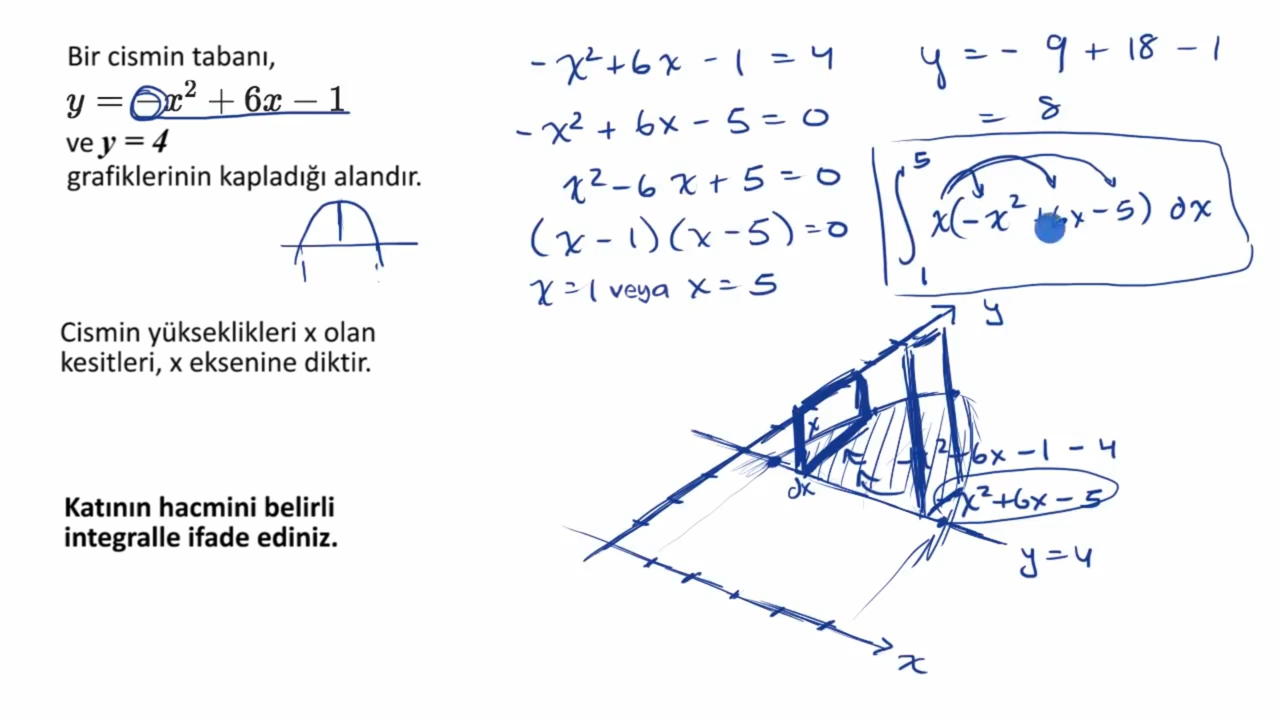 Bir cismin tabanı,
y = −x² + 6x − 1
ve y = 4
grafiklerinin kapladığı alandır.
1
Cismin yükseklikleri x olan
kesitleri, x eksenine diktir.
Katının hacmini belirli
integralle ifade ediniz.
-x²+6x-1=4
-x²+6x-5=0
x²-6x+5=0
(x-1)(x-5)=0
x=1 veya x=5
y=-9+18-1
=8
∫₁⁵ x(-x²+6x-5) dx
y
x
dx
-x²+6x-1-4
-x²+6x-5
y=4
x